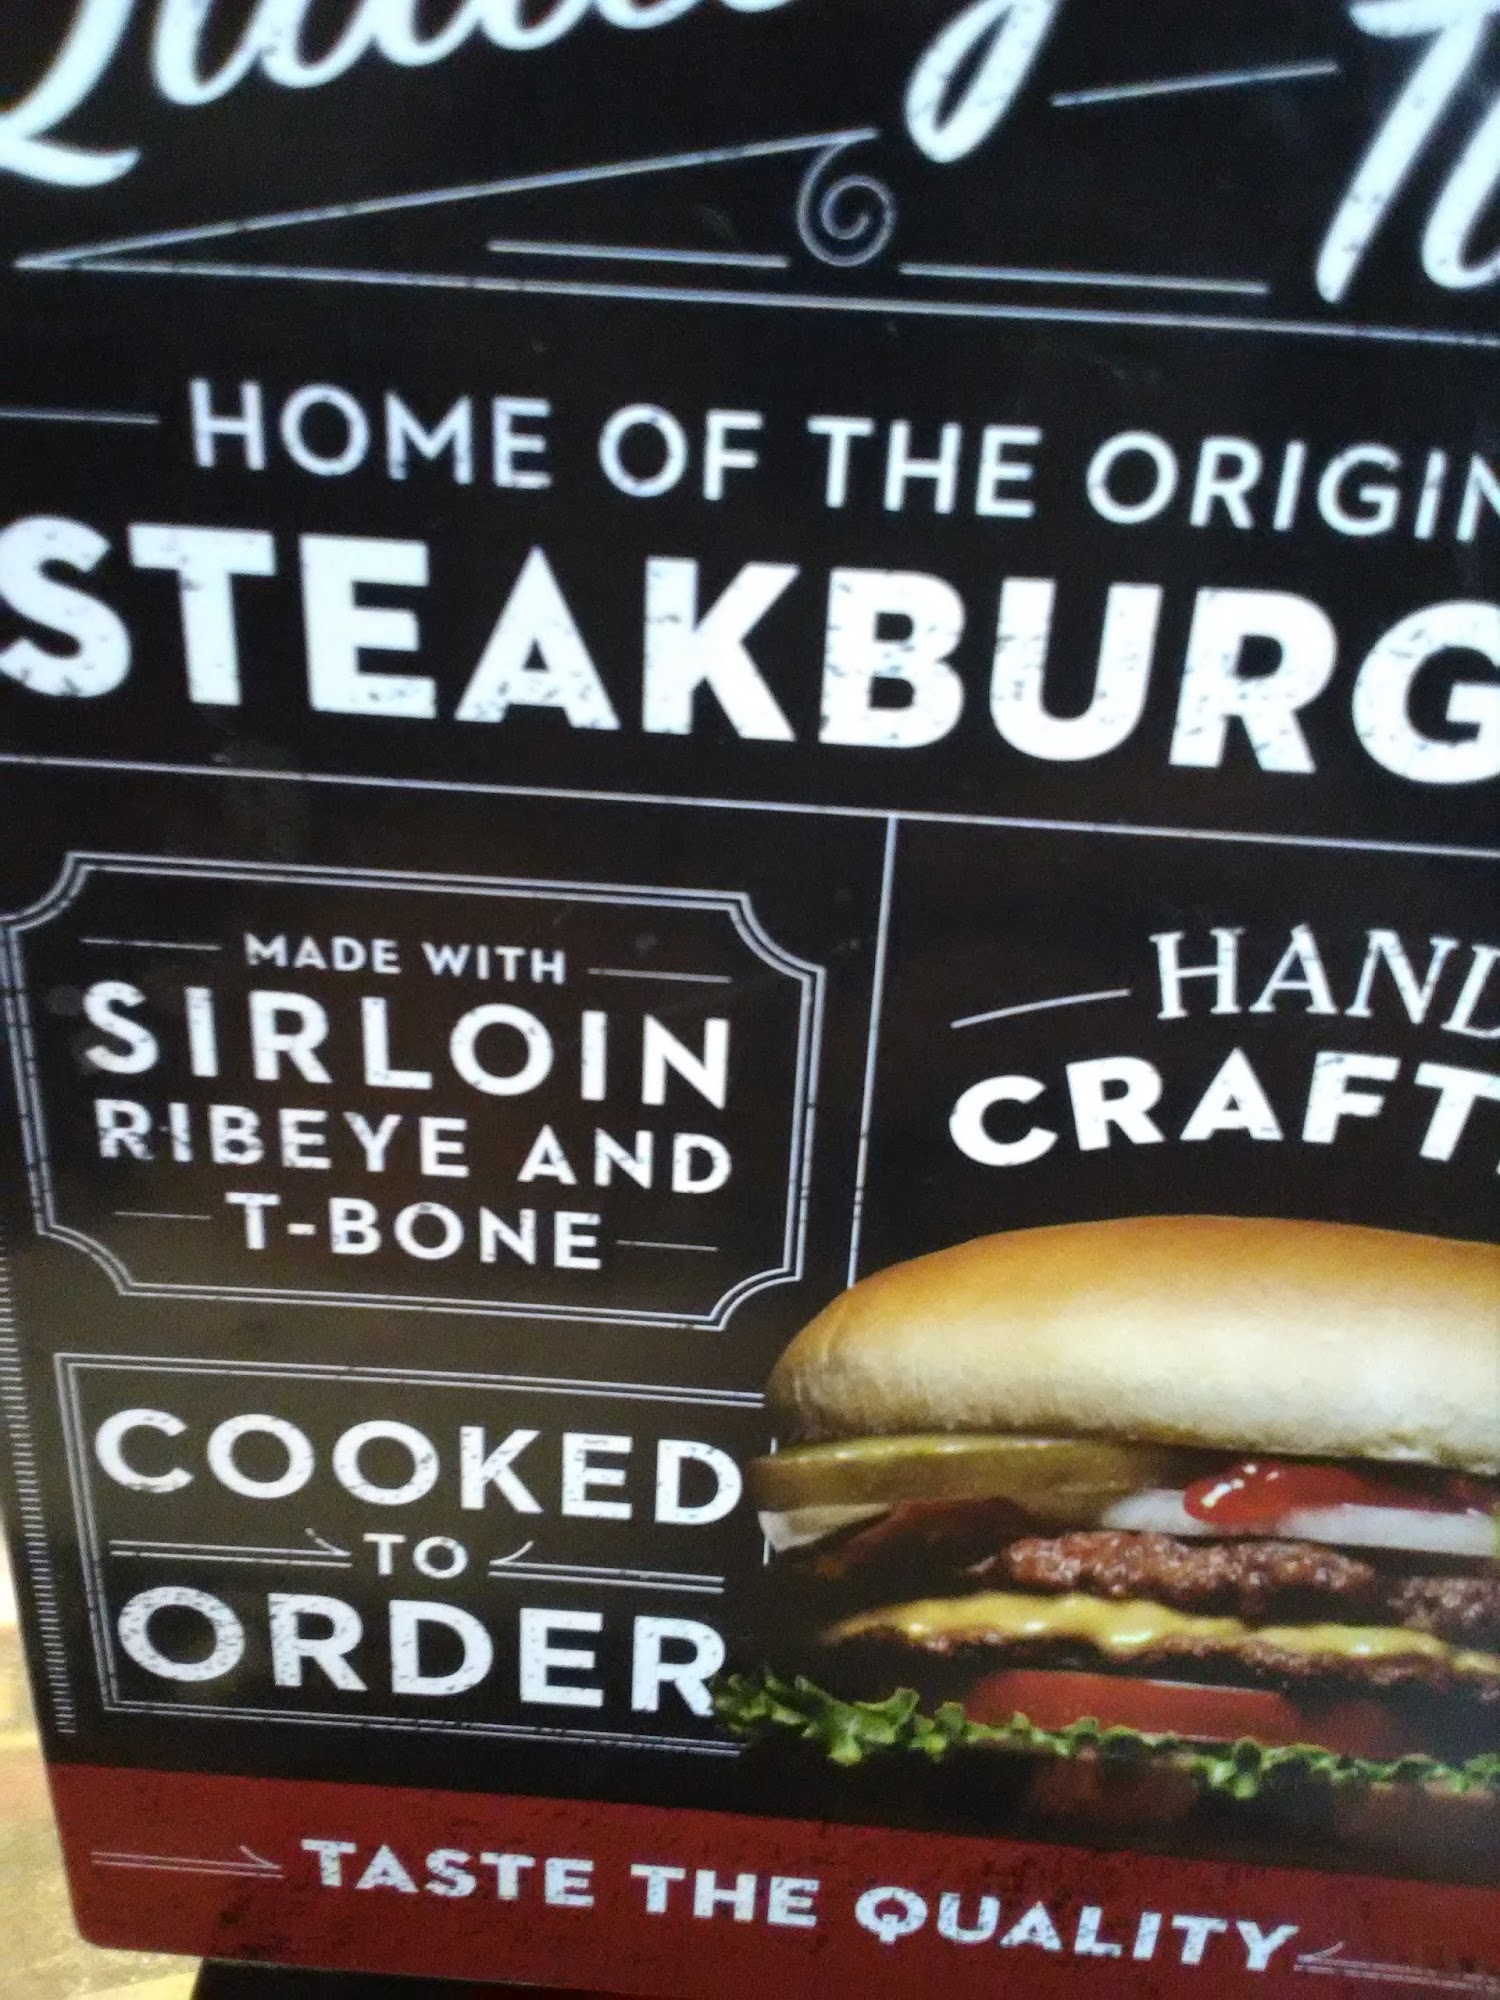 HOME OF THE ORIGIN
STEAKBURG
MADE WITH
SIRLOIN
RIBEYE AND
T-BONE
HAND
CRAFT
COOKED
TO
ORDER
TASTE THE QUALITY